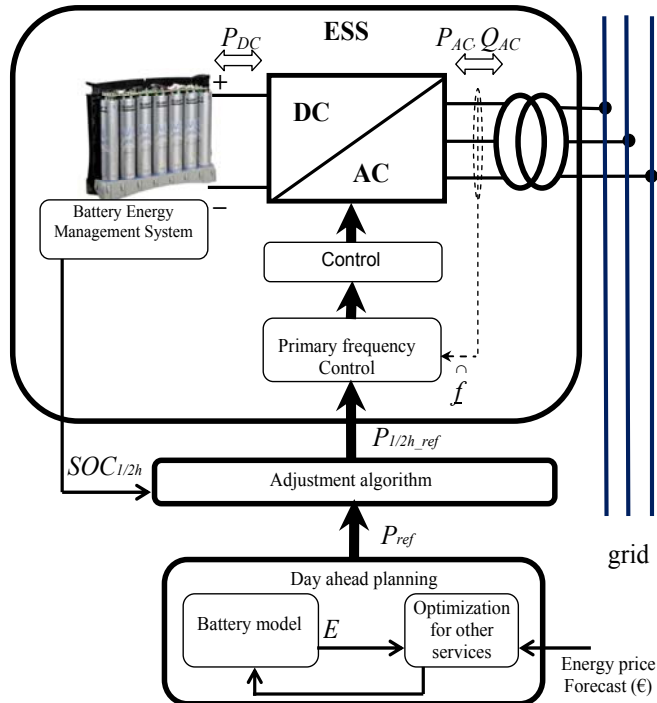 ESS
P_DC
P_AC, Q_AC
+
DC
AC
−
Battery Energy
Management System
Control
Primary frequency
Control
f
P_1/2h_ref
SOC_1/2h
Adjustment algorithm
P_ref
grid
Day ahead planning
Battery model
E
Optimization
for other
services
Energy price
Forecast (€)